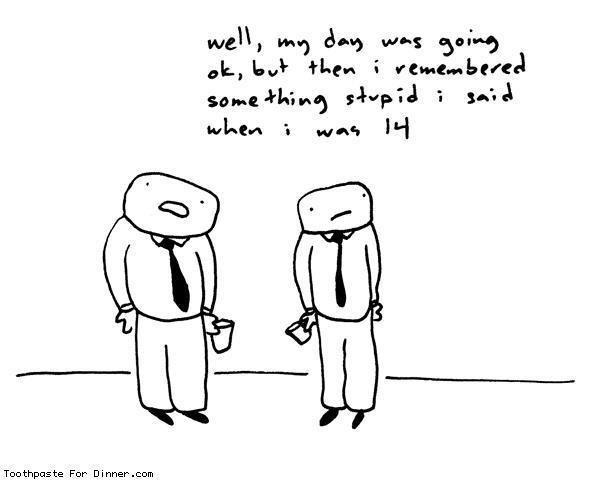 well, my day was going
ok, but then i remembered
something stupid i said
when i was 14
Toothpaste For Dinner.com